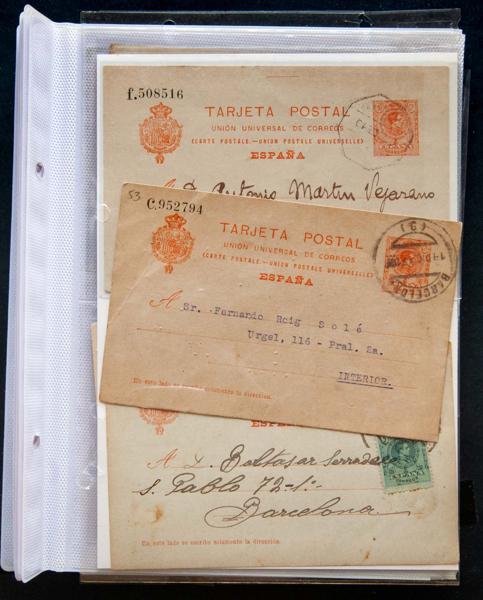 f.508516
TARJETA POSTAL
UNIÓN UNIVERSAL DE CORREOS
(CARTE POSTALE.-UNION POSTALE UNIVERSELLE)
ESPAÑA
A D. Antonio Martin Vejarano
53
C.952794
TARJETA POSTAL
UNIÓN UNIVERSAL DE CORREOS
(CARTE POSTALE.-UNION POSTALE UNIVERSELLE)
ESPAÑA
BARCELONA
A Sr. Fernando Roig Solé
Urgel, 116 - Pral. 2a.
INTERIOR.
En este lado se escribe solamente la dirección.
A D. Baltasar Serradell
S. Pablo 72-1º
Barcelona
En este lado se escribe solamente la dirección.